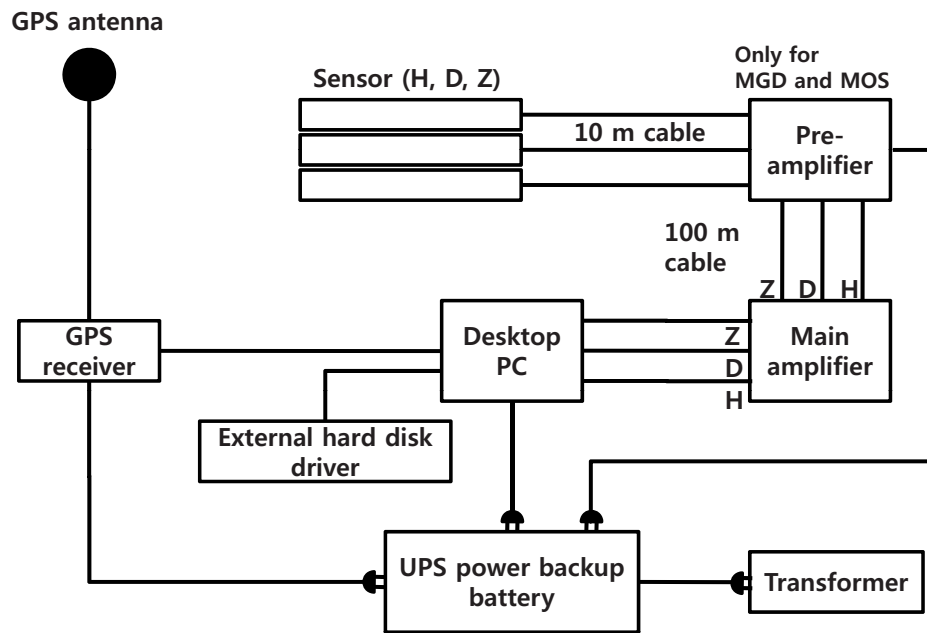 GPS antenna
Sensor (H, D, Z)
Only for
MGD and MOS
10 m cable
Pre-
amplifier
100 m
cable
Z D H
GPS
receiver
Desktop
PC
Z
D
H
Main
amplifier
External hard disk
driver
UPS power backup
battery
Transformer